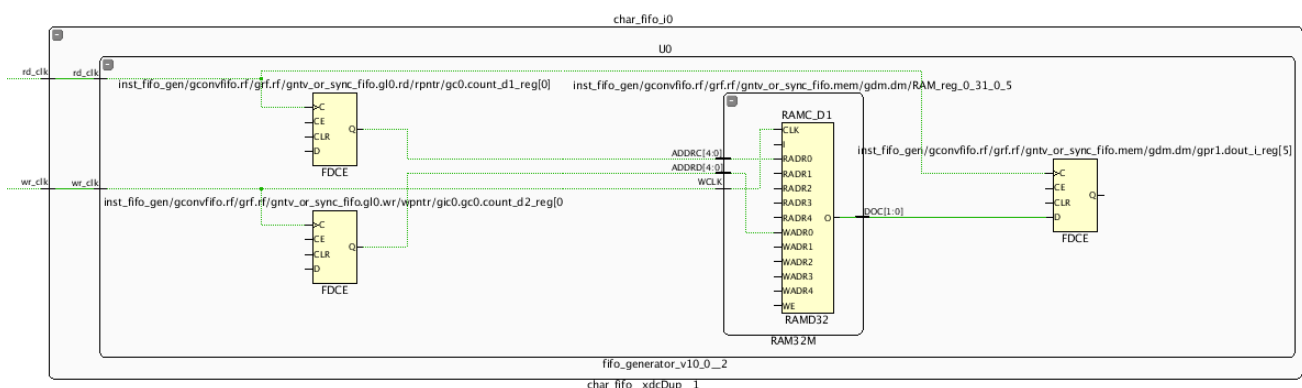 char_fifo_i0
U0
rd_clk
rd_clk
inst_fifo_gen/gconvfifo.rf/grf.rf/gntv_or_sync_fifo.gl0.rd/rpntr/gc0.count_d1_reg[0]
inst_fifo_gen/gconvfifo.rf/grf.rf/gntv_or_sync_fifo.mem/gdm.dm/RAM_reg_0_31_0_5
C
CE
CLR
D
Q
FDCE
RAMC_D1
CLK
I
RADR0
RADR1
RADR2
RADR3
RADR4
WADR0
WADR1
WADR2
WADR3
WADR4
WE
O
RAMD32
RAM32M
ADDRC[4:0]
ADDRD[4:0]
WCLK
DOC[1:0]
inst_fifo_gen/gconvfifo.rf/grf.rf/gntv_or_sync_fifo.mem/gdm.dm/gpr1.dout_i_reg[5]
C
CE
CLR
D
Q
FDCE
wr_clk
wr_clk
inst_fifo_gen/gconvfifo.rf/grf.rf/gntv_or_sync_fifo.gl0.wr/wpntr/gic0.gc0.count_d2_reg[0
C
CE
CLR
D
Q
FDCE
fifo_generator_v10_0__2
char_fifo__xdcDup__1